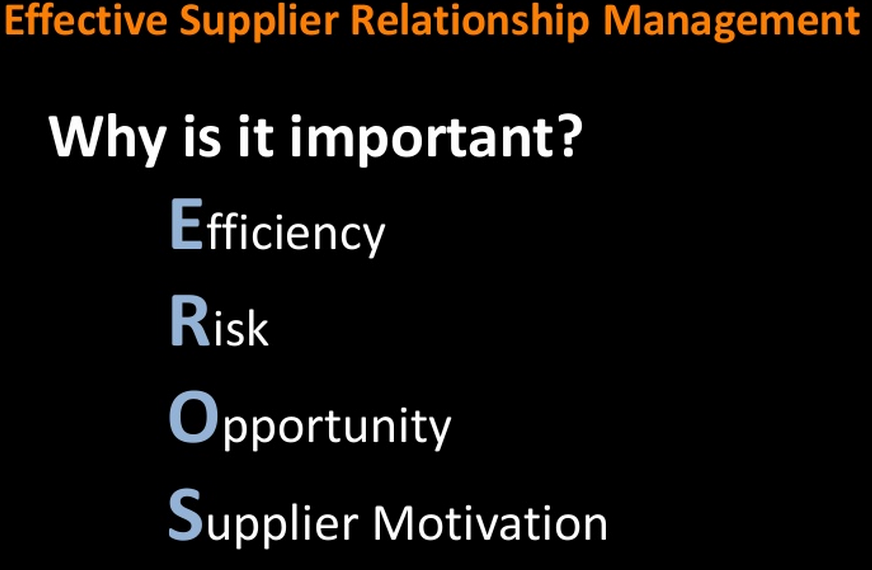 Effective Supplier Relationship Management
Why is it important?
Efficiency
Risk
Opportunity
Supplier Motivation